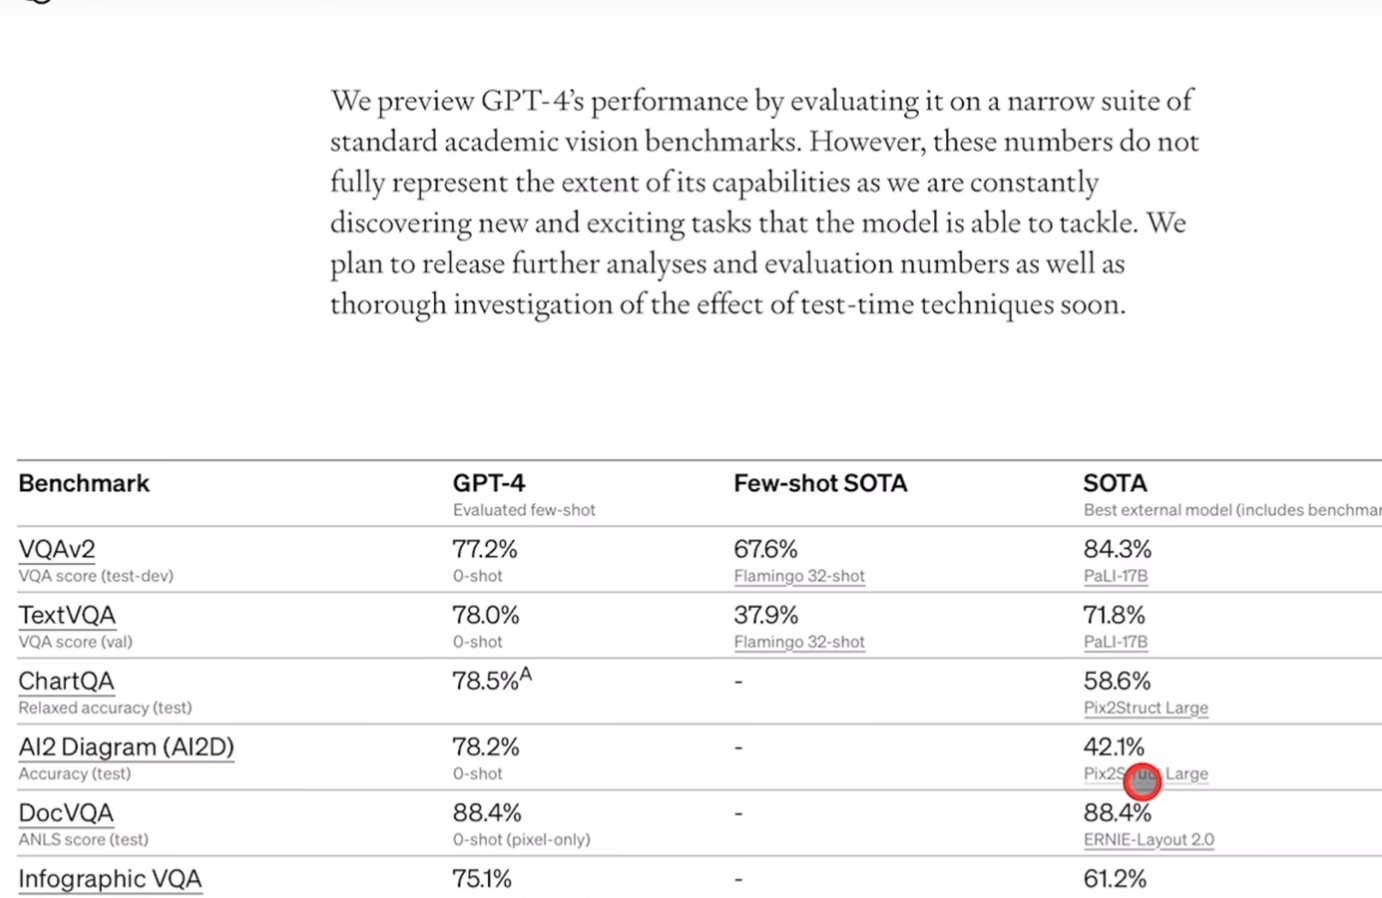 We preview GPT-4's performance by evaluating it on a narrow suite of
standard academic vision benchmarks. However, these numbers do not
fully represent the extent of its capabilities as we are constantly
discovering new and exciting tasks that the model is able to tackle. We
plan to release further analyses and evaluation numbers as well as
thorough investigation of the effect of test-time techniques soon.
Benchmark GPT-4 Few-shot SOTA SOTA
Evaluated few-shot Best external model (includes
VQAv2 77.2% 67.6% 84.3%
VQA score (test-dev) 0-shot Flamingo 32-shot PaLI-17B
TextVQA 78.0% 37.9% 71.8%
VQA score (val) 0-shot Flamingo 32-shot PaLI-17B
ChartQA 78.5%A - 58.6%
Relaxed accuracy (test) Pix2Struct Large
AI2 Diagram (AI2D) 78.2% - 42.1%
Accuracy (test) 0-shot Pix2Struct Large
DocVQA 88.4% - 88.4%
ANLS score (test) 0-shot (pixel-only) ERNIE-Layout 2.0
Infographic VQA 75.1% - 61.2%